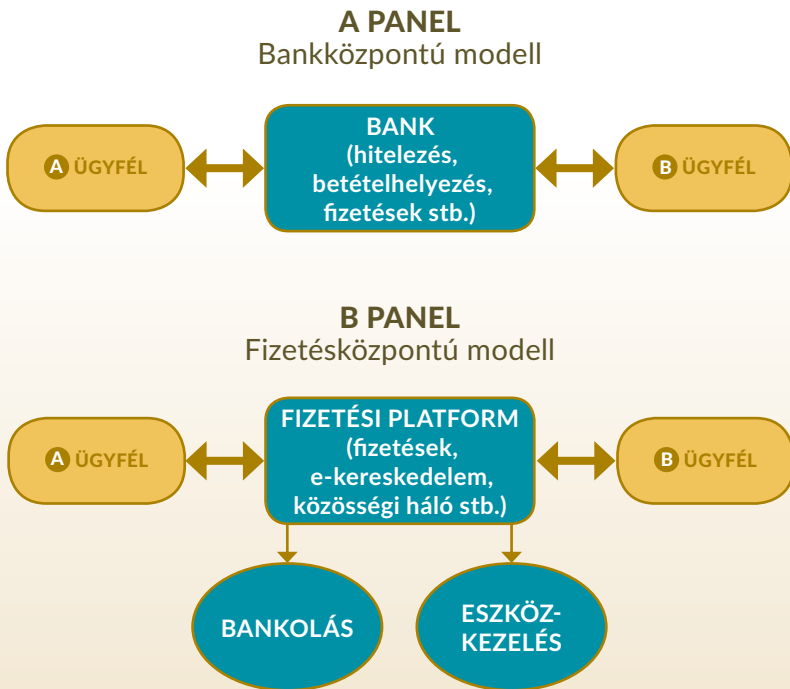 A PANEL
Bankközpontú modell
A ÜGYFÉL
BANK
(hitelezés,
betételhelyezés,
fizetések stb.)
B ÜGYFÉL
B PANEL
Fizetésközpontú modell
A ÜGYFÉL
FIZETÉSI PLATFORM
(fizetések,
e-kereskedelem,
közösségi háló stb.)
B ÜGYFÉL
BANKOLÁS
ESZKÖZ-
KEZELÉS